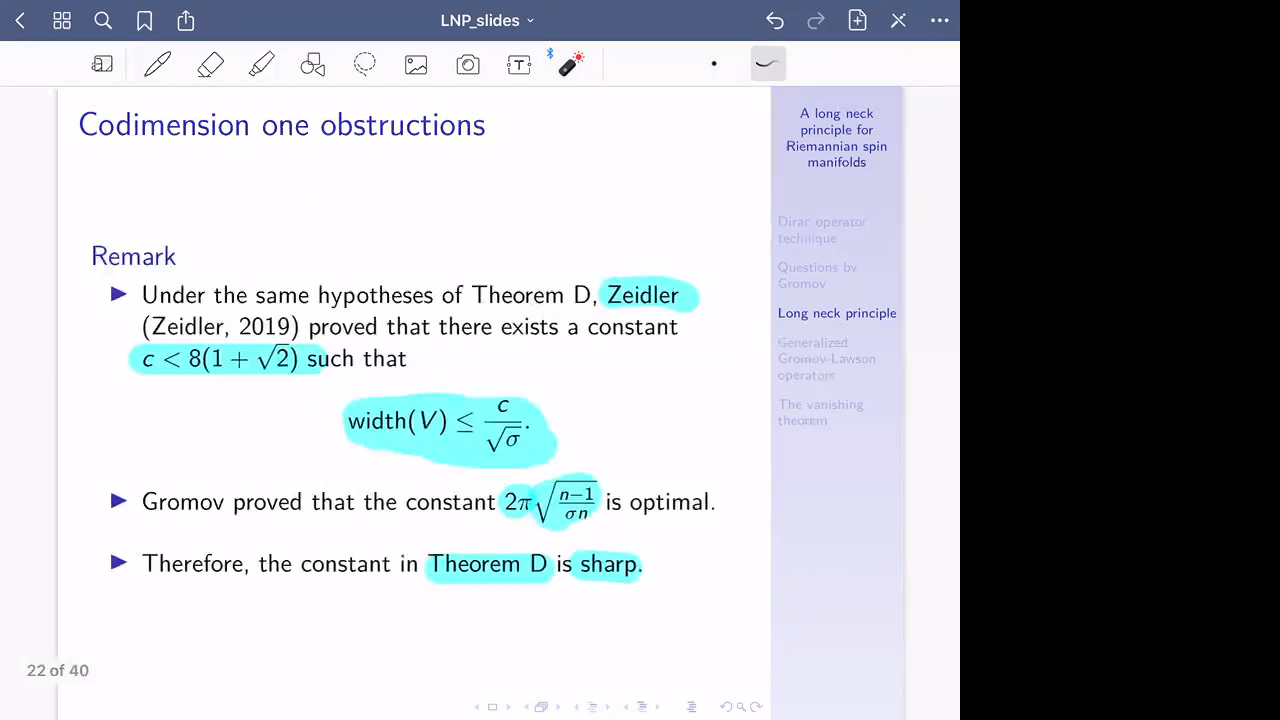 LNP_slides
T
Codimension one obstructions
A long neck
principle for
Riemannian spin
manifolds
Dirac operator
technique
Questions by
Gromov
Long neck principle
Generalized
Gromov-Lawson
operators
The vanishing
theorem
Remark
▶ Under the same hypotheses of Theorem D, Zeidler
(Zeidler, 2019) proved that there exists a constant
c < 8(1 + √2) such that
width(V) ≤ c/√σ.
▶ Gromov proved that the constant 2π√((n−1)/(σn)) is optimal.
▶ Therefore, the constant in Theorem D is sharp.
22 of 40